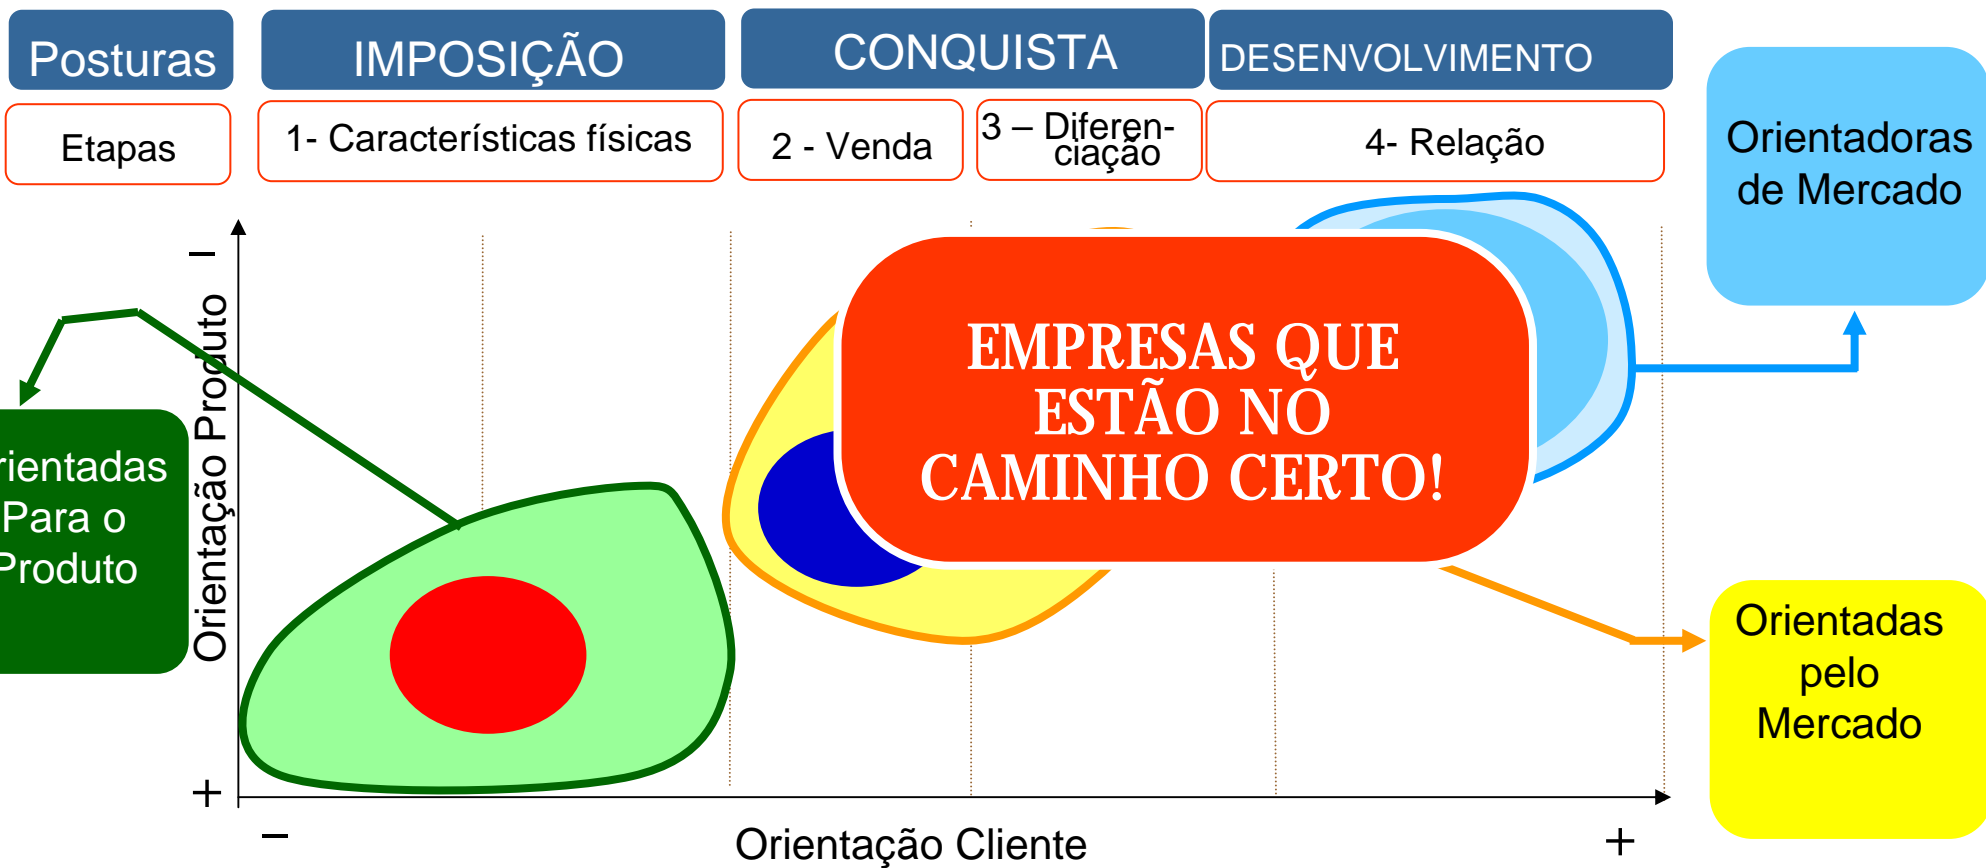 Posturas
IMPOSIÇÃO
CONQUISTA
DESENVOLVIMENTO
Etapas
1- Características físicas
2 - Venda
3 – Diferen-
ciação
4- Relação
Orientadoras
de Mercado
–
Orientação Produto
+
EMPRESAS QUE
ESTÃO NO
CAMINHO CERTO!
rientadas
Para o
Produto
Orientadas
pelo
Mercado
–
Orientação Cliente
+